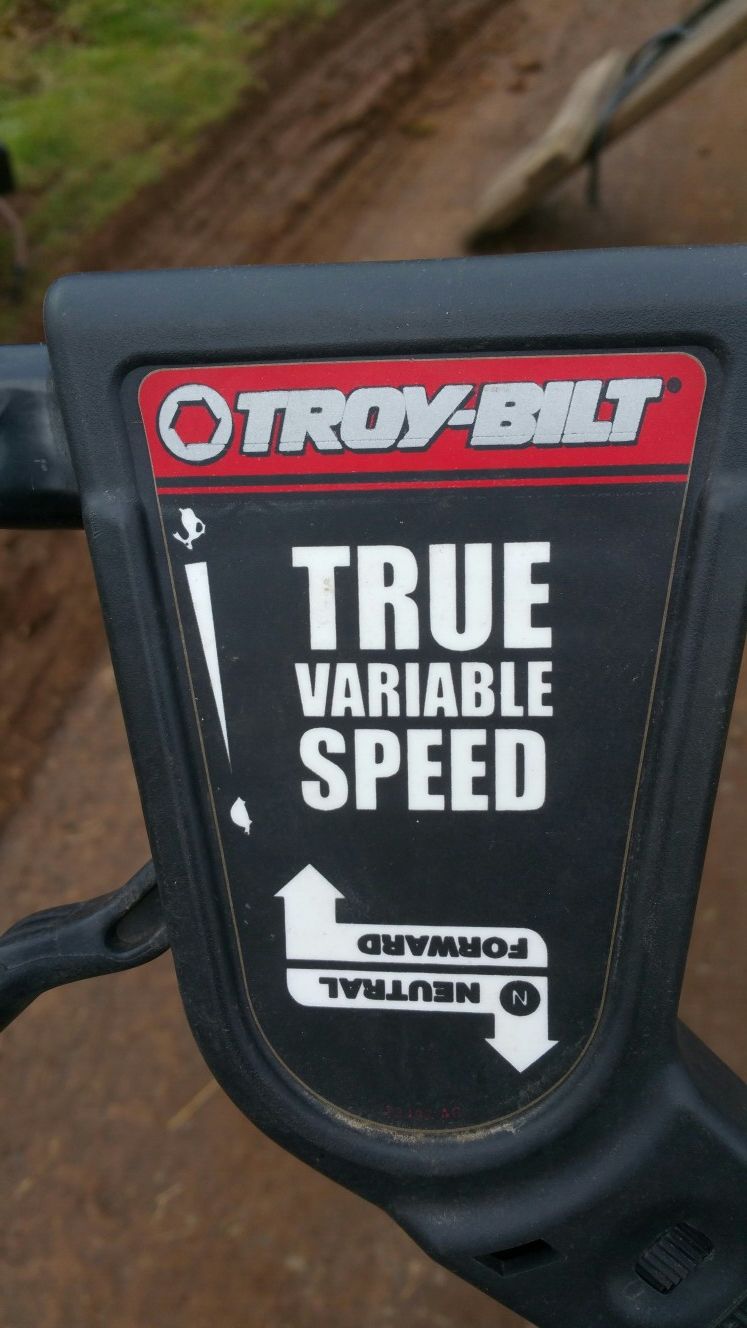 TROY-BILT
TRUE
VARIABLE
SPEED
FORWARD
NEUTRAL N